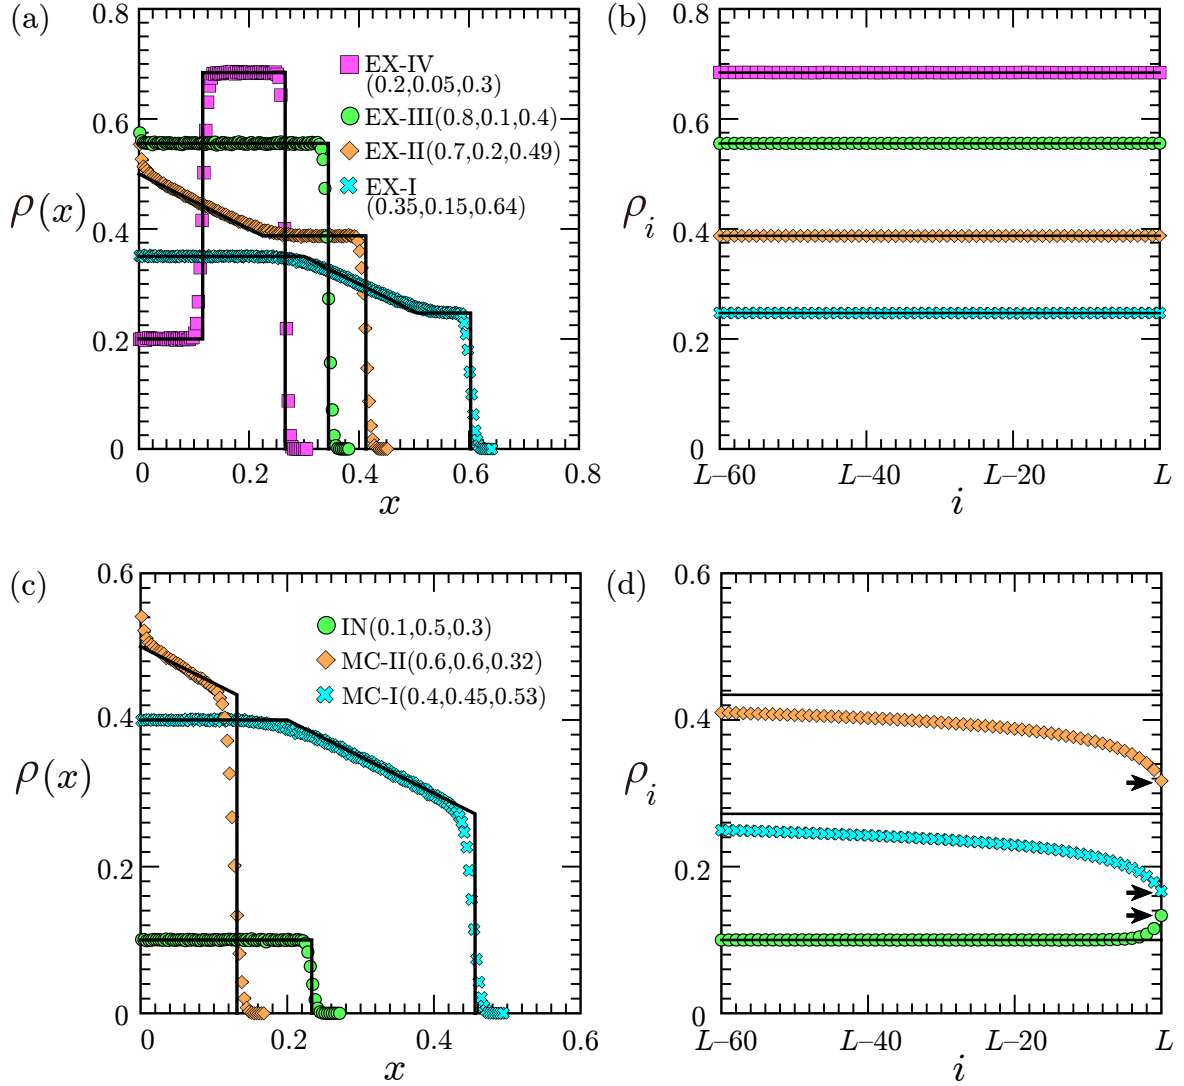 (a)
0.8
0.6
0.4
0.2
0
ρ(x)
EX-IV
(0.2,0.05,0.3)
EX-III(0.8,0.1,0.4)
EX-II(0.7,0.2,0.49)
EX-I
(0.35,0.15,0.64)
0 0.2 0.4 0.6 0.8
x
(b)
0.8
0.6
0.4
0.2
0
ρi
L–60 L–40 L–20 L
i
(c)
0.6
0.4
0.2
0
ρ(x)
IN(0.1,0.5,0.3)
MC-II(0.6,0.6,0.32)
MC-I(0.4,0.45,0.53)
0 0.2 0.4 0.6
x
(d)
0.6
0.4
0.2
0
ρi
L–60 L–40 L–20 L
i